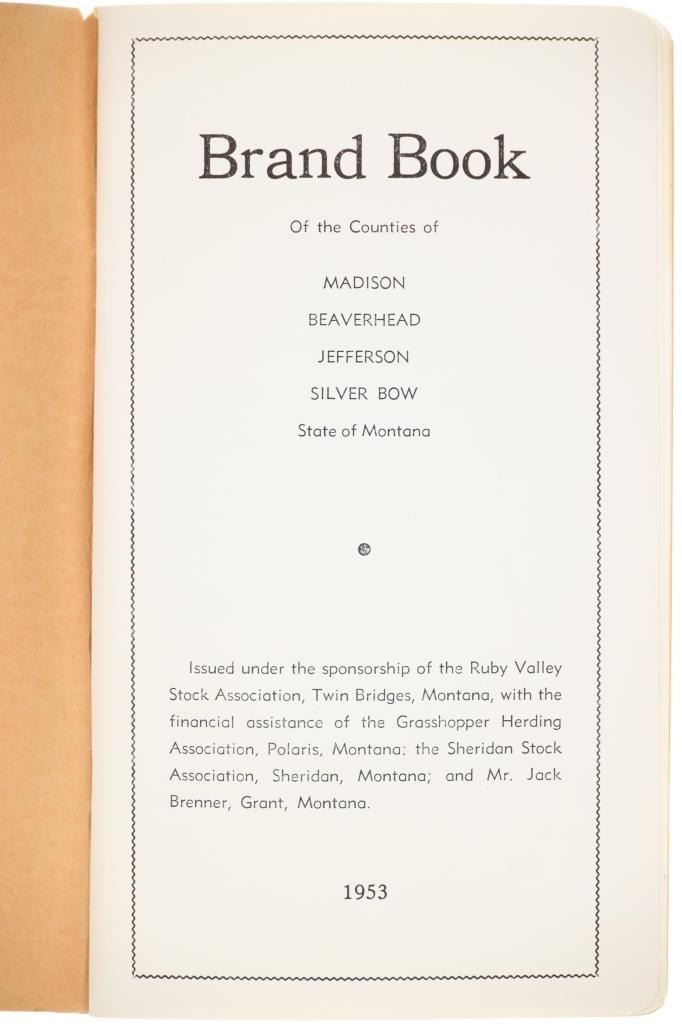 Brand Book
Of the Counties of
MADISON
BEAVERHEAD
JEFFERSON
SILVER BOW
State of Montana
Issued under the sponsorship of the Ruby Valley
Stock Association, Twin Bridges, Montana, with the
financial assistance of the Grasshopper Herding
Association, Polaris, Montana; the Sheridan Stock
Association, Sheridan, Montana; and Mr. Jack
Brenner, Grant, Montana.
1953